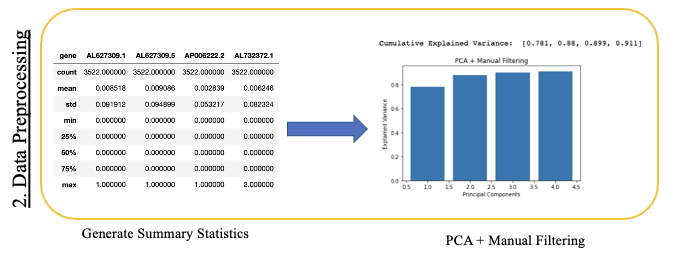 2. Data Preprocessing
gene AL627309.1 AL627309.5 AP006222.2 AL732372.1
count 3522.000000 3522.000000 3522.000000 3522.000000
mean 0.008518 0.009086 0.002839 0.006246
std 0.091912 0.094899 0.053217 0.082324
min 0.000000 0.000000 0.000000 0.000000
25% 0.000000 0.000000 0.000000 0.000000
50% 0.000000 0.000000 0.000000 0.000000
75% 0.000000 0.000000 0.000000 0.000000
max 1.000000 1.000000 1.000000 2.000000
Generate Summary Statistics
Cumulative Explained Variance: [0.781, 0.88, 0.899, 0.911]
PCA + Manual Filtering
Explained Variance
0.8
0.6
0.4
0.2
0.0
0.5 1.0 1.5 2.0 2.5 3.0 3.5 4.0 4.5
Principal Components
PCA + Manual Filtering